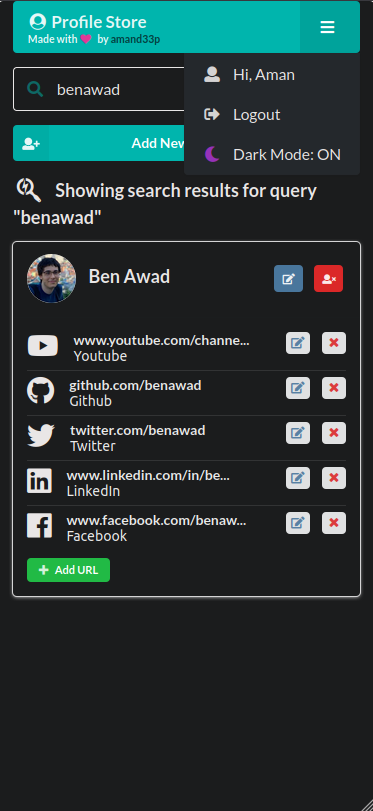 Profile Store
Made with by amand33p
Hi, Aman
benawad
Logout
Add New
Dark Mode: ON
Showing search results for query
"benawad"
Ben Awad
www.youtube.com/channe...
Youtube
github.com/benawad
Github
twitter.com/benawad
Twitter
www.linkedin.com/in/be...
LinkedIn
www.facebook.com/benaw...
Facebook
Add URL